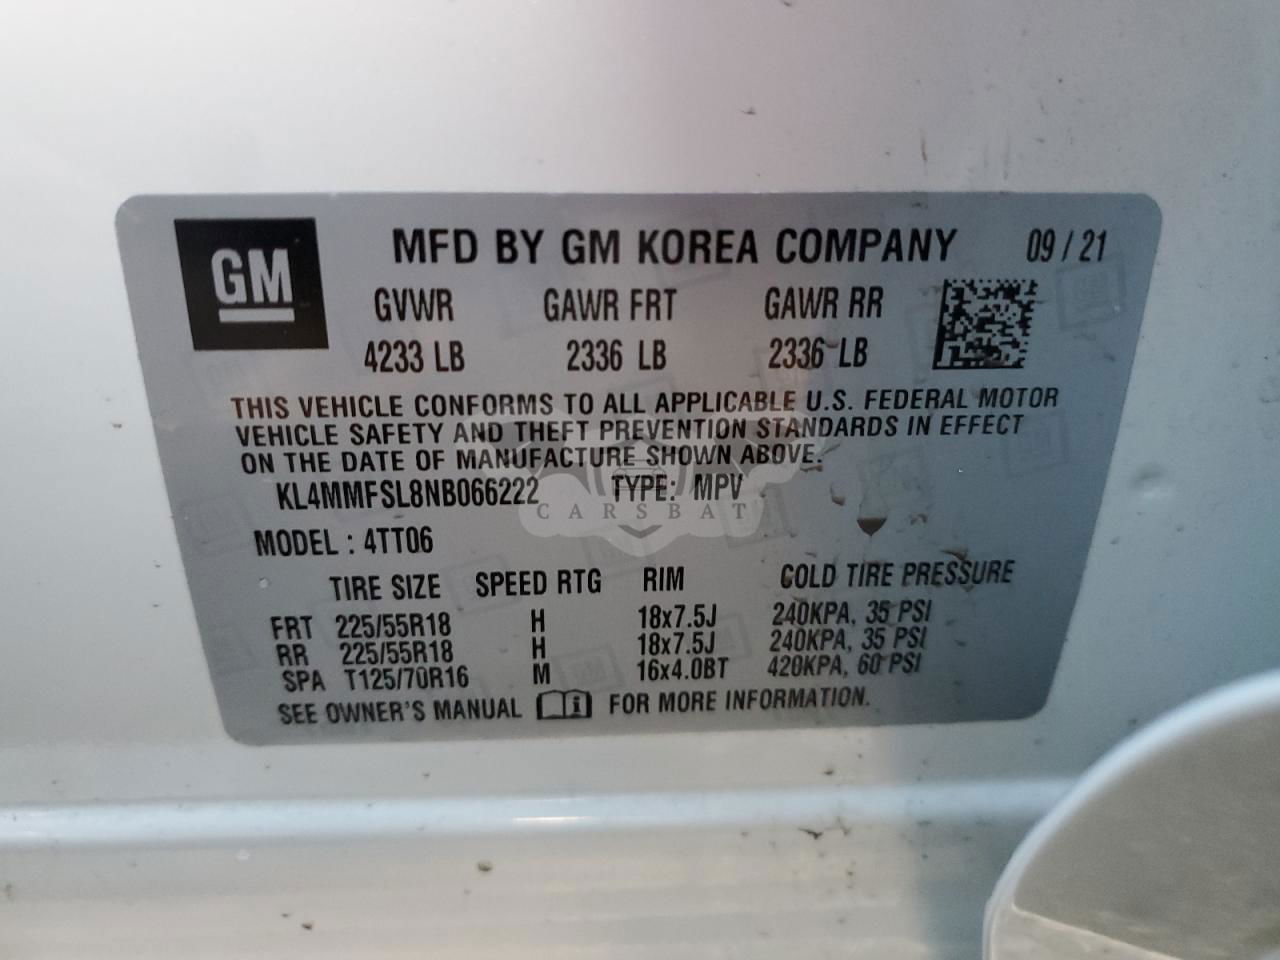 GM
MFD BY GM KOREA COMPANY 09 / 21
GVWR GAWR FRT GAWR RR
4233 LB 2336 LB 2336 LB
THIS VEHICLE CONFORMS TO ALL APPLICABLE U.S. FEDERAL MOTOR
VEHICLE SAFETY AND THEFT PREVENTION STANDARDS IN EFFECT
ON THE DATE OF MANUFACTURE SHOWN ABOVE.
KL4MMFSL8NB066222 TYPE: MPV
CARSBAT
MODEL : 4TT06
TIRE SIZE SPEED RTG RIM COLD TIRE PRESSURE
FRT 225/55R18 H 18x7.5J 240KPA, 35 PSI
RR 225/55R18 H 18x7.5J 240KPA, 35 PSI
SPA T125/70R16 M 16x4.0BT 420KPA, 60 PSI
SEE OWNER'S MANUAL i FOR MORE INFORMATION.